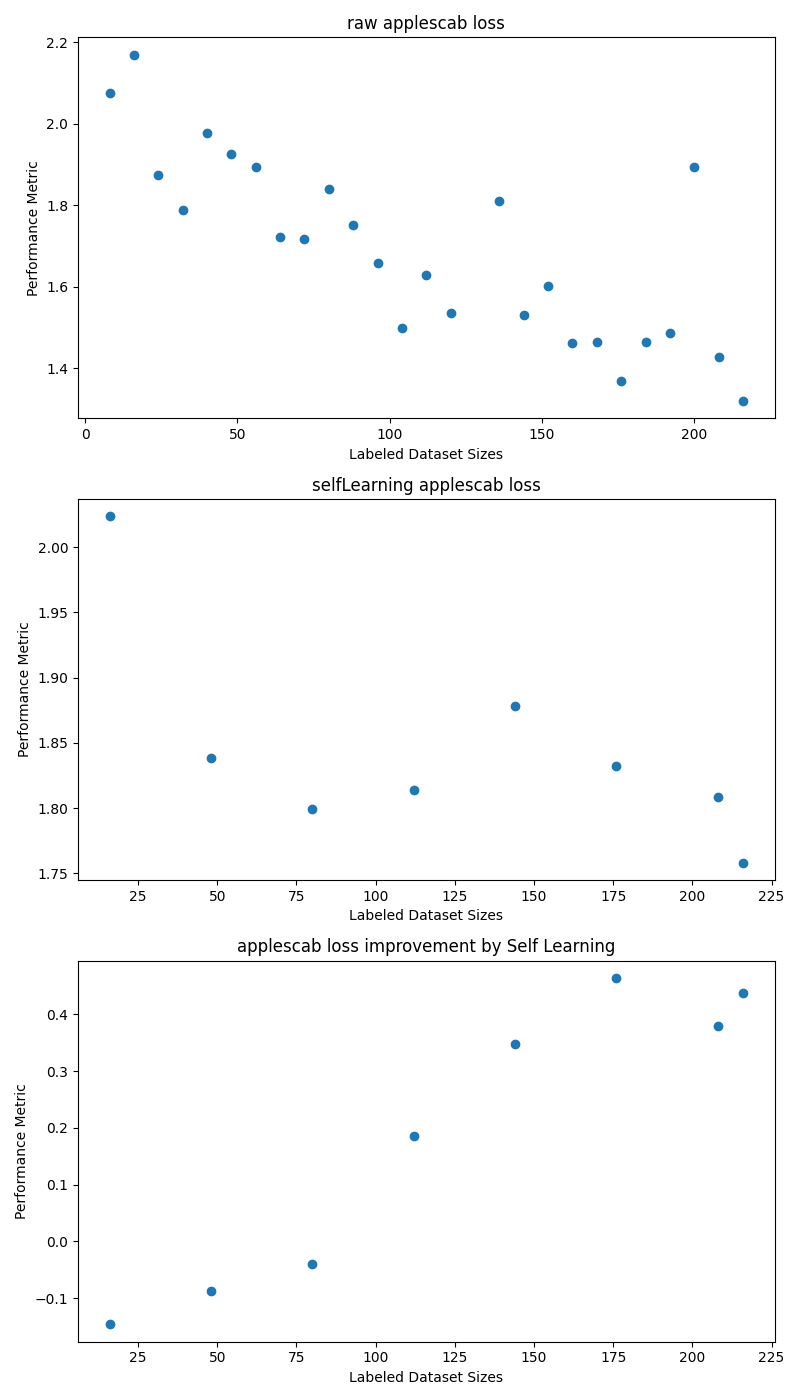 raw applescab loss
2.2
2.0
1.8
1.6
1.4
Performance Metric
0 50 100 150 200
Labeled Dataset Sizes
selfLearning applescab loss
2.00
1.95
1.90
1.85
1.80
1.75
Performance Metric
25 50 75 100 125 150 175 200 225
Labeled Dataset Sizes
applescab loss improvement by Self Learning
0.4
0.3
0.2
0.1
0.0
−0.1
Performance Metric
25 50 75 100 125 150 175 200 225
Labeled Dataset Sizes